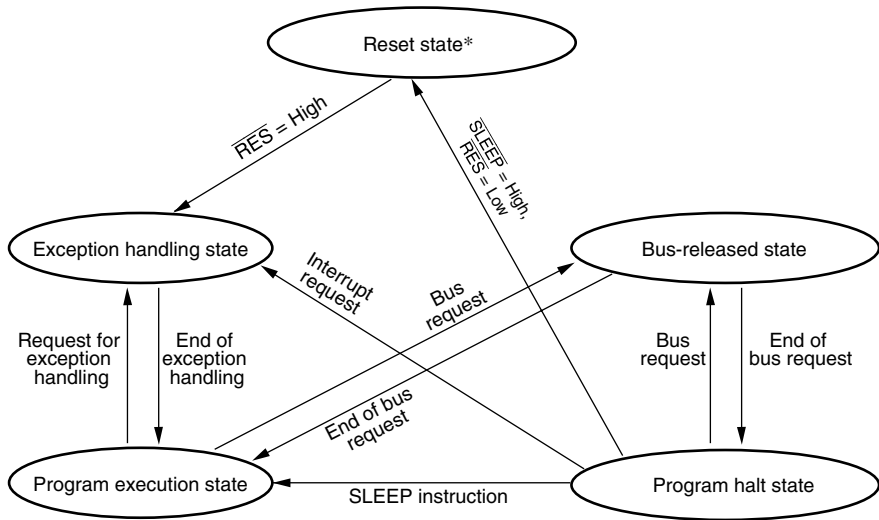 Reset state*
RES = High
SLEEP = High,
RES = Low
Exception handling state
Bus-released state
Interrupt
request
Bus
request
Request for
exception
handling
End of
exception
handling
Bus
request
End of
bus request
End of bus
request
Program execution state
SLEEP instruction
Program halt state